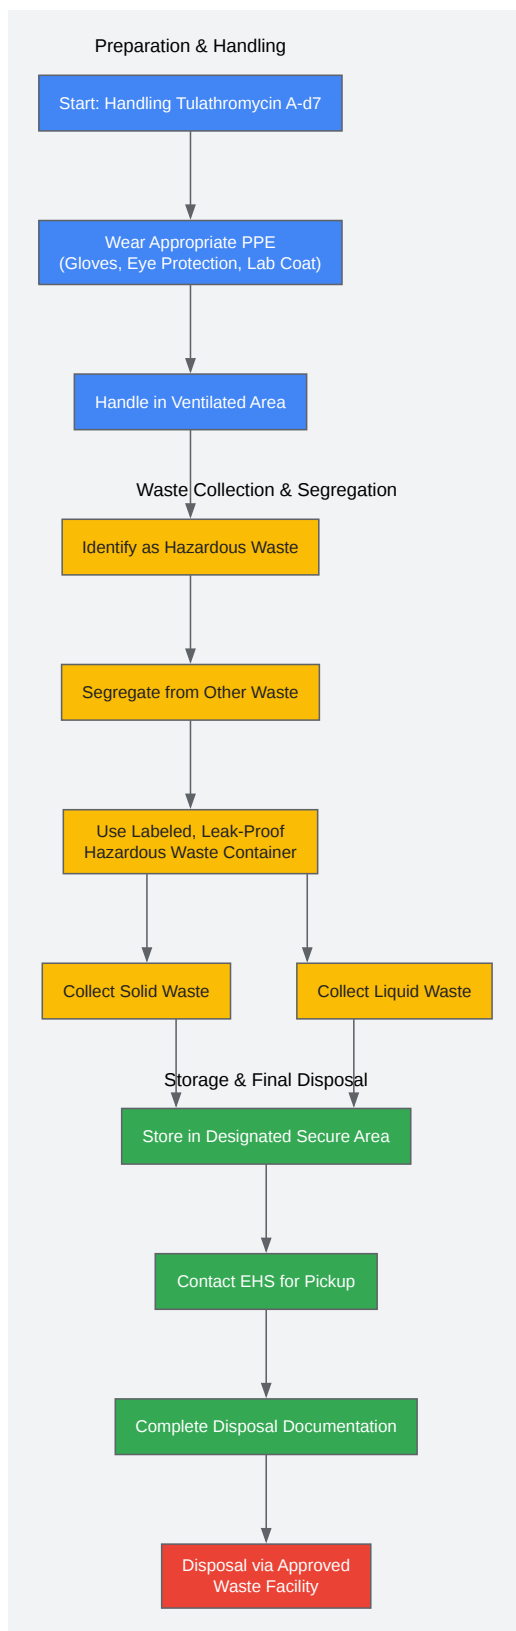 Preparation & Handling
Start: Handling Tulathromycin A-d7
Wear Appropriate PPE
(Gloves, Eye Protection, Lab Coat)
Handle in Ventilated Area
Waste Collection & Segregation
Identify as Hazardous Waste
Segregate from Other Waste
Use Labeled, Leak-Proof
Hazardous Waste Container
Collect Solid Waste
Collect Liquid Waste
Storage & Final Disposal
Store in Designated Secure Area
Contact EHS for Pickup
Complete Disposal Documentation
Disposal via Approved
Waste Facility